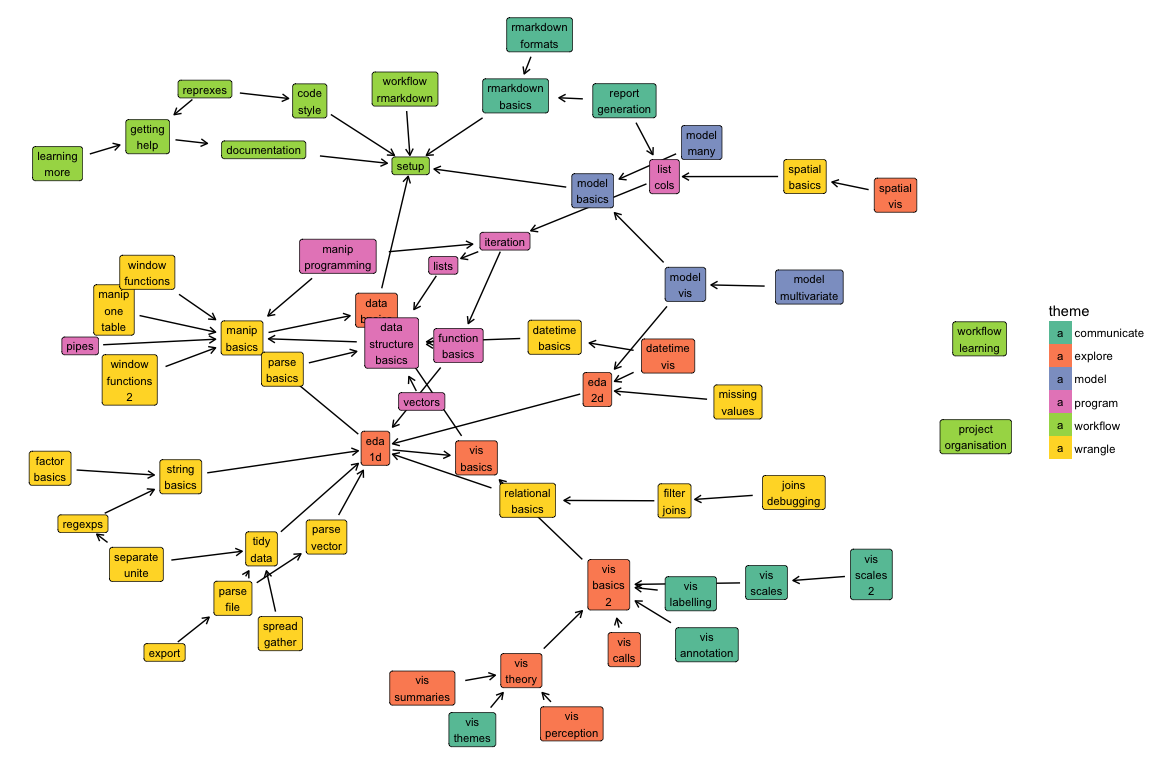 rmarkdown
formats
reprexes
code
style
workflow
rmarkdown
rmarkdown
basics
report
generation
getting
help
learning
more
documentation
setup
model
many
list
cols
model
basics
spatial
basics
spatial
vis
manip
programming
iteration
lists
window
functions
manip
one
table
model
vis
model
multivariate
data
data
structure
basics
pipes
manip
basics
function
basics
datetime
basics
datetime
vis
window
functions
2
parse
basics
vectors
eda
2d
missing
values
workflow
learning
project
organisation
theme
a communicate
a explore
a model
a program
a workflow
a wrangle
eda
1d
vis
basics
factor
basics
string
basics
relational
basics
filter
joins
joins
debugging
regexps
separate
unite
tidy
data
parse
vector
parse
file
spread
gather
export
vis
basics
2
vis
labelling
vis
scales
vis
scales
2
vis
annotation
vis
calls
vis
theory
vis
summaries
vis
themes
vis
perception